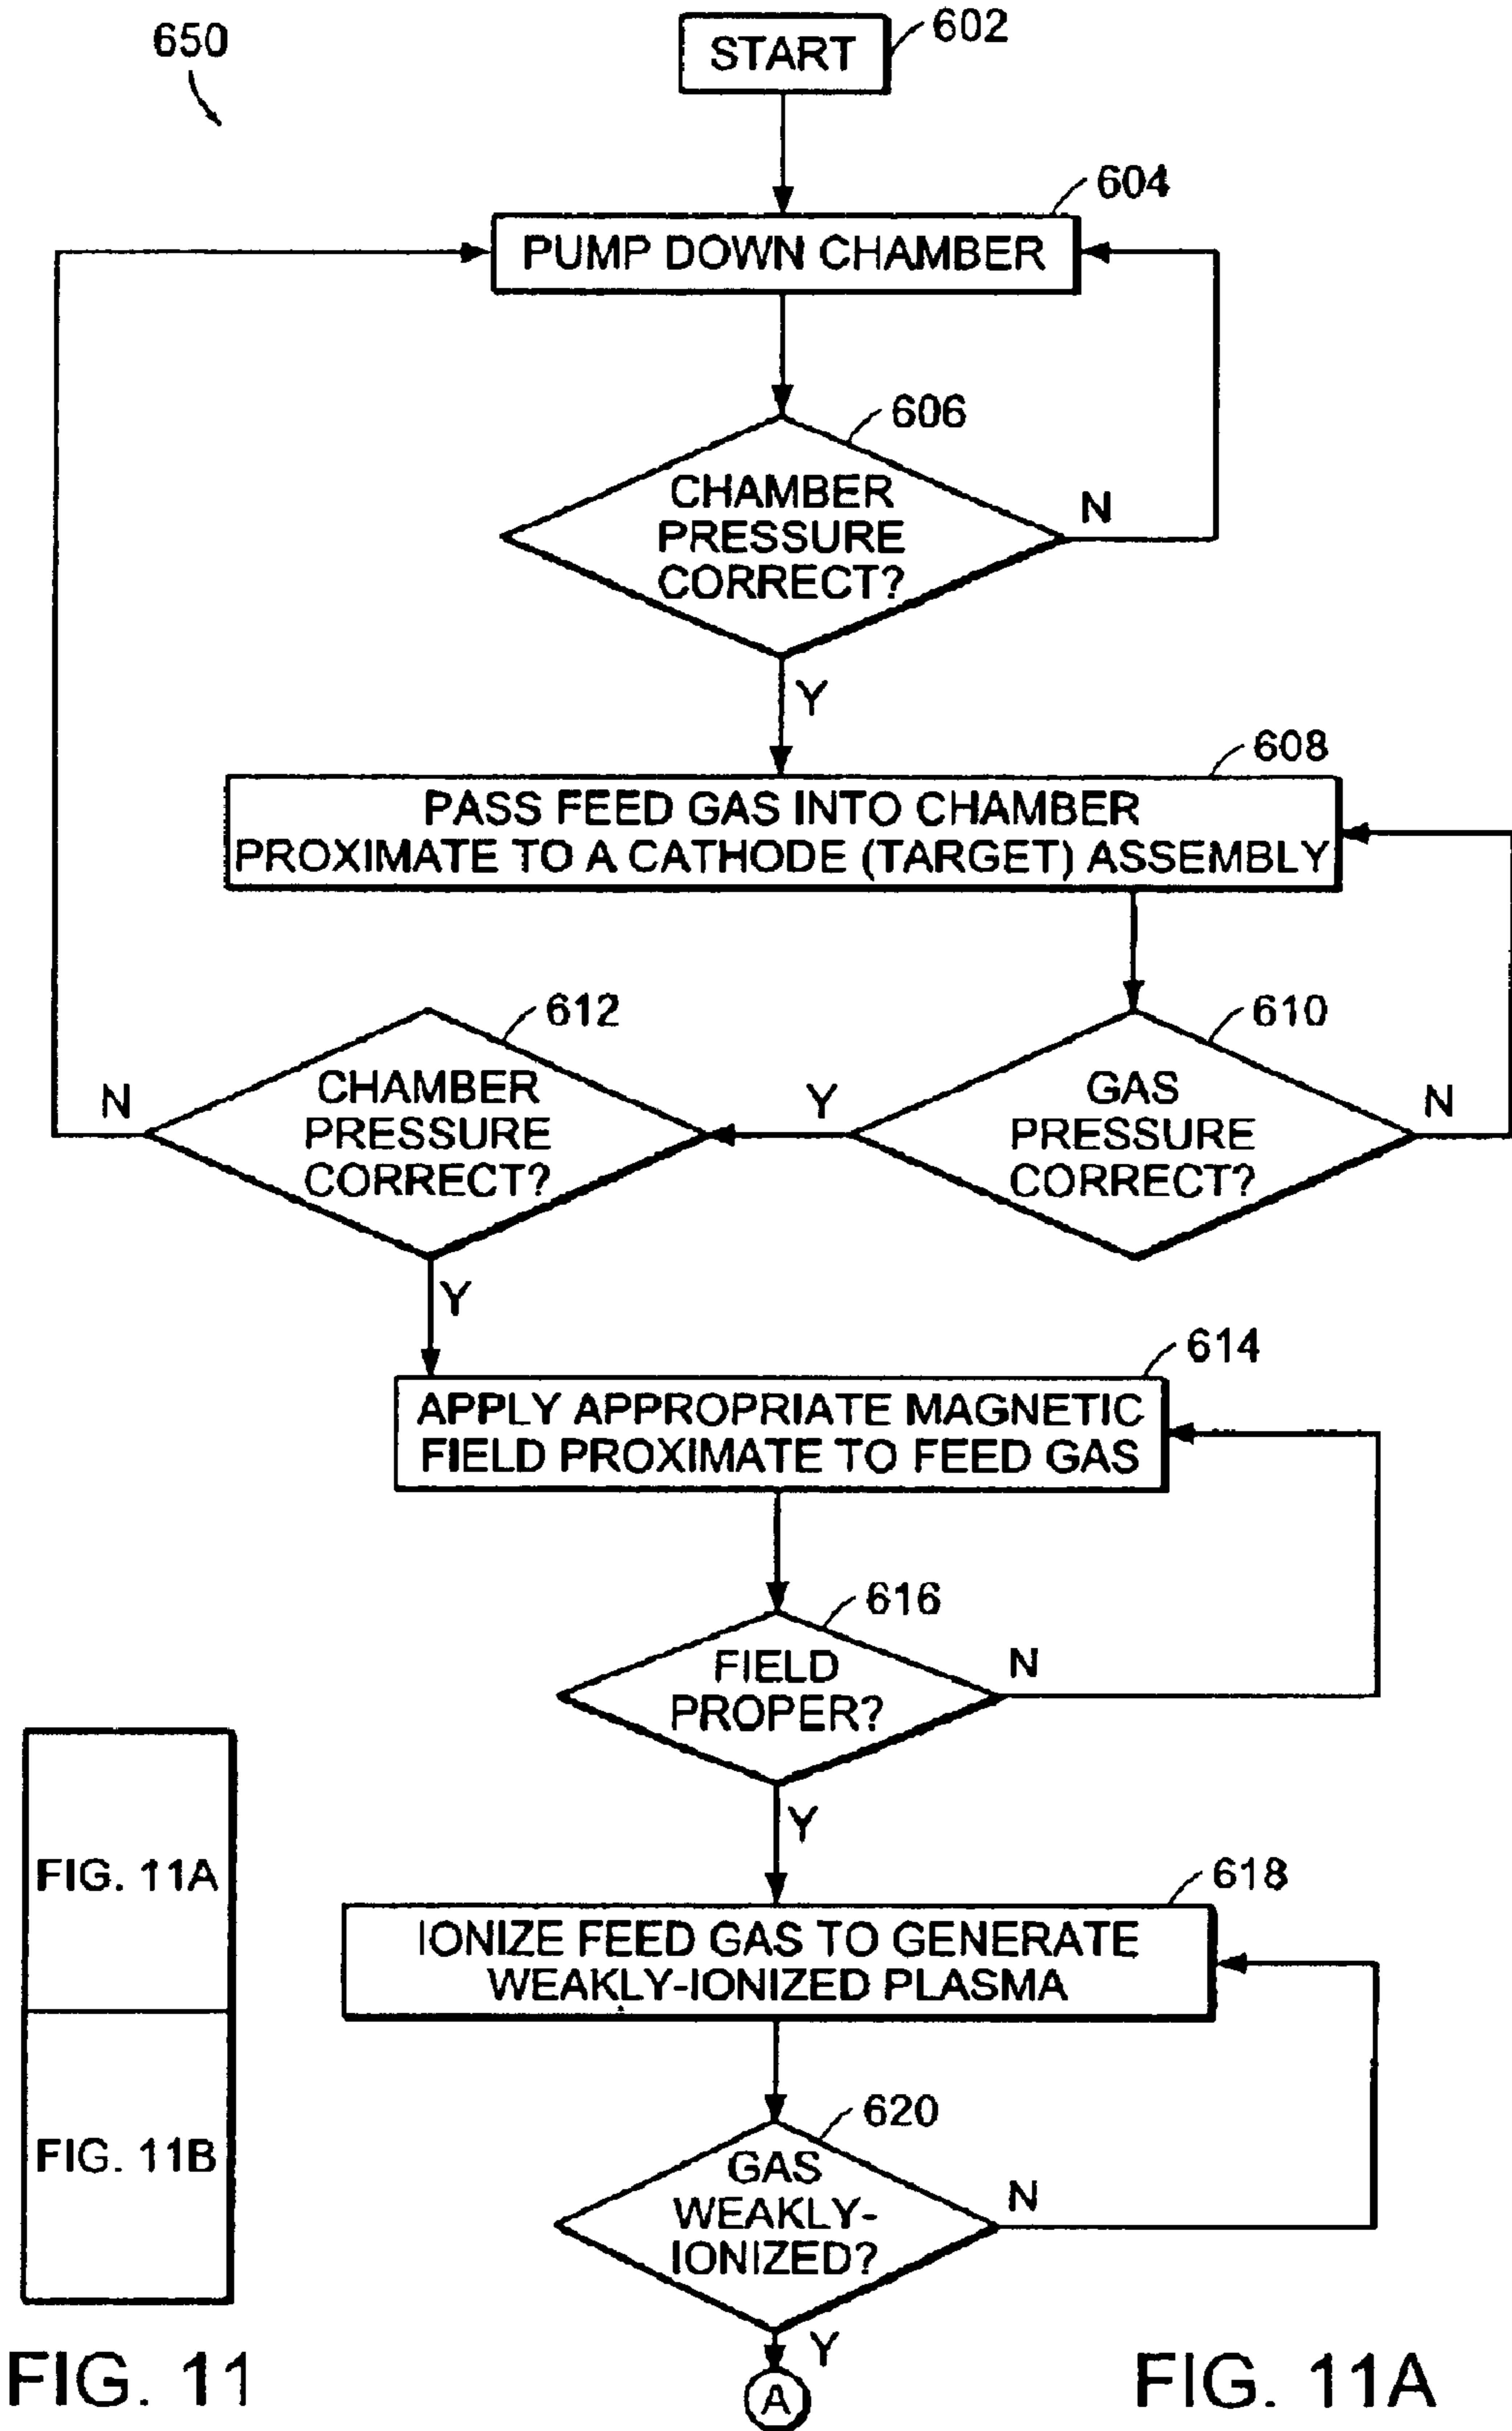 650
START
602
604
PUMP DOWN CHAMBER
606
CHAMBER
PRESSURE
CORRECT?
N
Y
608
PASS FEED GAS INTO CHAMBER
PROXIMATE TO A CATHODE (TARGET) ASSEMBLY
612
610
N
CHAMBER
PRESSURE
CORRECT?
Y
GAS
PRESSURE
CORRECT?
N
Y
614
APPLY APPROPRIATE MAGNETIC
FIELD PROXIMATE TO FEED GAS
616
FIELD
PROPER?
N
Y
618
IONIZE FEED GAS TO GENERATE
WEAKLY-IONIZED PLASMA
620
GAS
WEAKLY-
IONIZED?
N
Y
A
FIG. 11A
FIG. 11B
FIG. 11
FIG. 11A